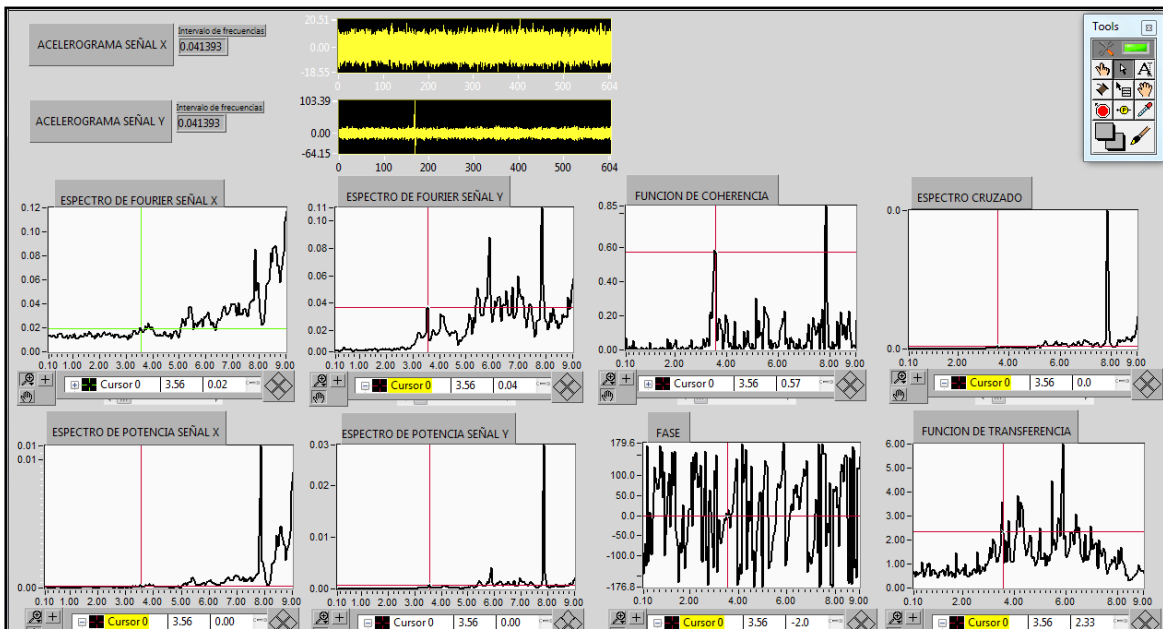 Tools
ACELEROGRAMA SEÑAL X
Intervalo de frecuencias
0.041393
20.51
0.00
-18.55
0 100 200 300 400 500 604
ACELEROGRAMA SEÑAL Y
Intervalo de frecuencias
0.041393
103.39
0.00
-64.15
0 100 200 300 400 500 604
ESPECTRO DE FOURIER SEÑAL X
0.12
0.10
0.08
0.06
0.04
0.02
0.00
0.10 1.00 2.00 3.00 4.00 5.00 6.00 7.00 8.00 9.00
Cursor 0 3.56 0.02
ESPECTRO DE FOURIER SEÑAL Y
0.11
0.10
0.08
0.06
0.04
0.02
0.00
0.10 1.00 2.00 3.00 4.00 5.00 6.00 7.00 8.00 9.00
Cursor 0 3.56 0.04
FUNCION DE COHERENCIA
0.85
0.60
0.40
0.20
0.00
0.10 1.00 2.00 3.00 4.00 5.00 6.00 7.00 8.00 9.00
Cursor 0 3.56 0.57
ESPECTRO CRUZADO
0.0
0.0
0.10 1.00 2.00 3.00 4.00 5.00 6.00 7.00 9.00
Cursor 0 3.56 0.0
ESPECTRO DE POTENCIA SEÑAL X
0.01
0.01
0.00
0.10 1.00 2.00 3.00 4.00 5.00 6.00 7.00 9.00
Cursor 0 3.56 0.00
ESPECTRO DE POTENCIA SEÑAL Y
0.03
0.02
0.01
0.00
0.10 1.00 2.00 3.00 4.00 5.00 6.00 7.00 9.00
Cursor 0 3.56 0.00
FASE
179.6
100.0
50.0
0.0
-50.0
-100.0
-176.8
0.10 2.00 4.00 6.00 9.00
Cursor 0 3.56 -2.0
FUNCION DE TRANSFERENCIA
6.00
5.00
4.00
3.00
2.00
1.00
0.00
0.10 2.00 4.00 6.00 9.00
Cursor 0 3.56 2.33